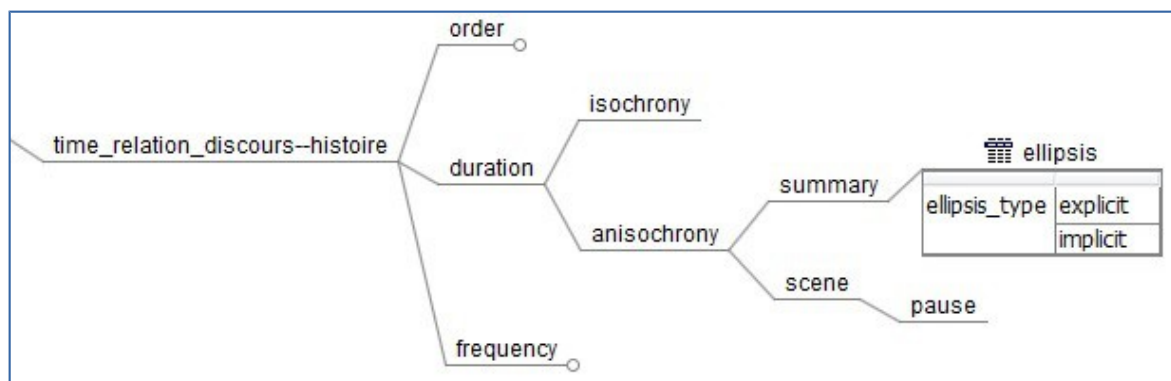 order
isochrony
time_relation_discours--histoire
ellipsis
duration
summary
ellipsis_type explicit
implicit
anisochrony
scene
pause
frequency